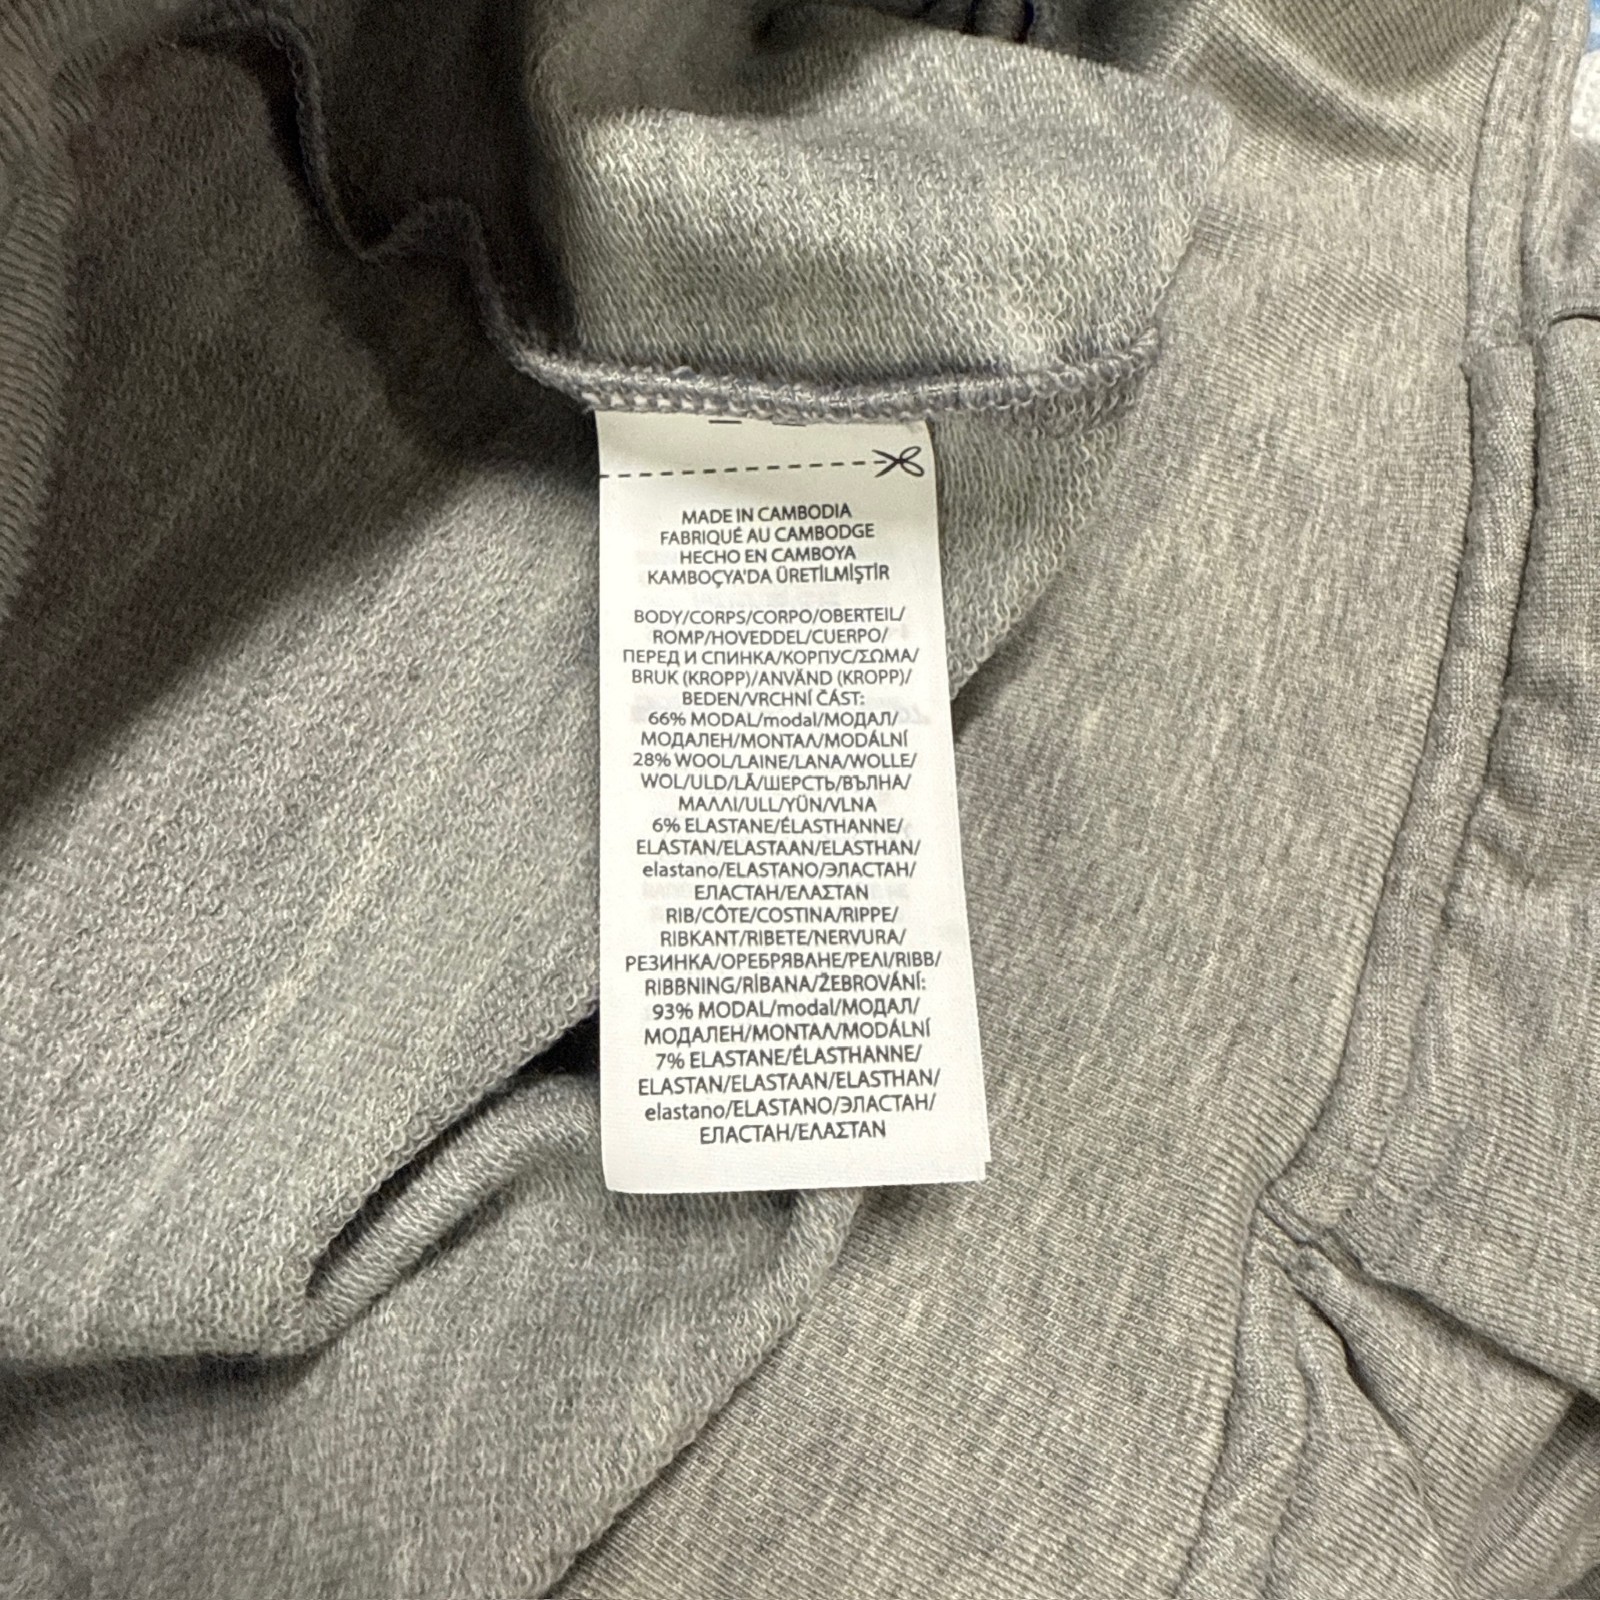 MADE IN CAMBODIA
FABRIQUÉ AU CAMBODGE
HECHO EN CAMBOYA
KAMBOÇYA'DA ÜRETİLMİŞTİR
BODY/CORPS/CORPO/OBERTEIL/
ROMP/HOVEDDEL/CUERPO/
ПЕРЕД И СПИНКА/КОРПУС/ΣΩΜΑ/
BRUK (KROPP)/ANVÄND (KROPP)/
BEDEN/VRCHNÍ ČÁST:
66% MODAL/modal/МОДАЛ/
МОДАЛЕН/ΜΟΝΤΑΛ/MODÁLNÍ
28% WOOL/LAINE/LANA/WOLLE/
WOL/ULD/LÃ/ШЕРСТЬ/ВЪЛНА/
ΜΑΛΛΙ/ULL/YÜN/VLNA
6% ELASTANE/ÉLASTHANNE/
ELASTAN/ELASTAAN/ELASTHAN/
elastano/ELASTANO/ЭЛАСТАН/
ЕЛАСТАН/ΕΛΑΣΤΑΝ
RIB/CÔTE/COSTINA/RIPPE/
RIBKANT/RIBETE/NERVURA/
РЕЗИНКА/ОРЕБРЯВАНЕ/ΡΕΛΙ/RIBB/
RIBBNING/RİBANA/ŽEBROVÁNÍ:
93% MODAL/modal/МОДАЛ/
МОДАЛЕН/ΜΟΝΤΑΛ/MODÁLNÍ
7% ELASTANE/ÉLASTHANNE/
ELASTAN/ELASTAAN/ELASTHAN/
elastano/ELASTANO/ЭЛАСТАН/
ЕЛАСТАН/ΕΛΑΣΤΑΝ